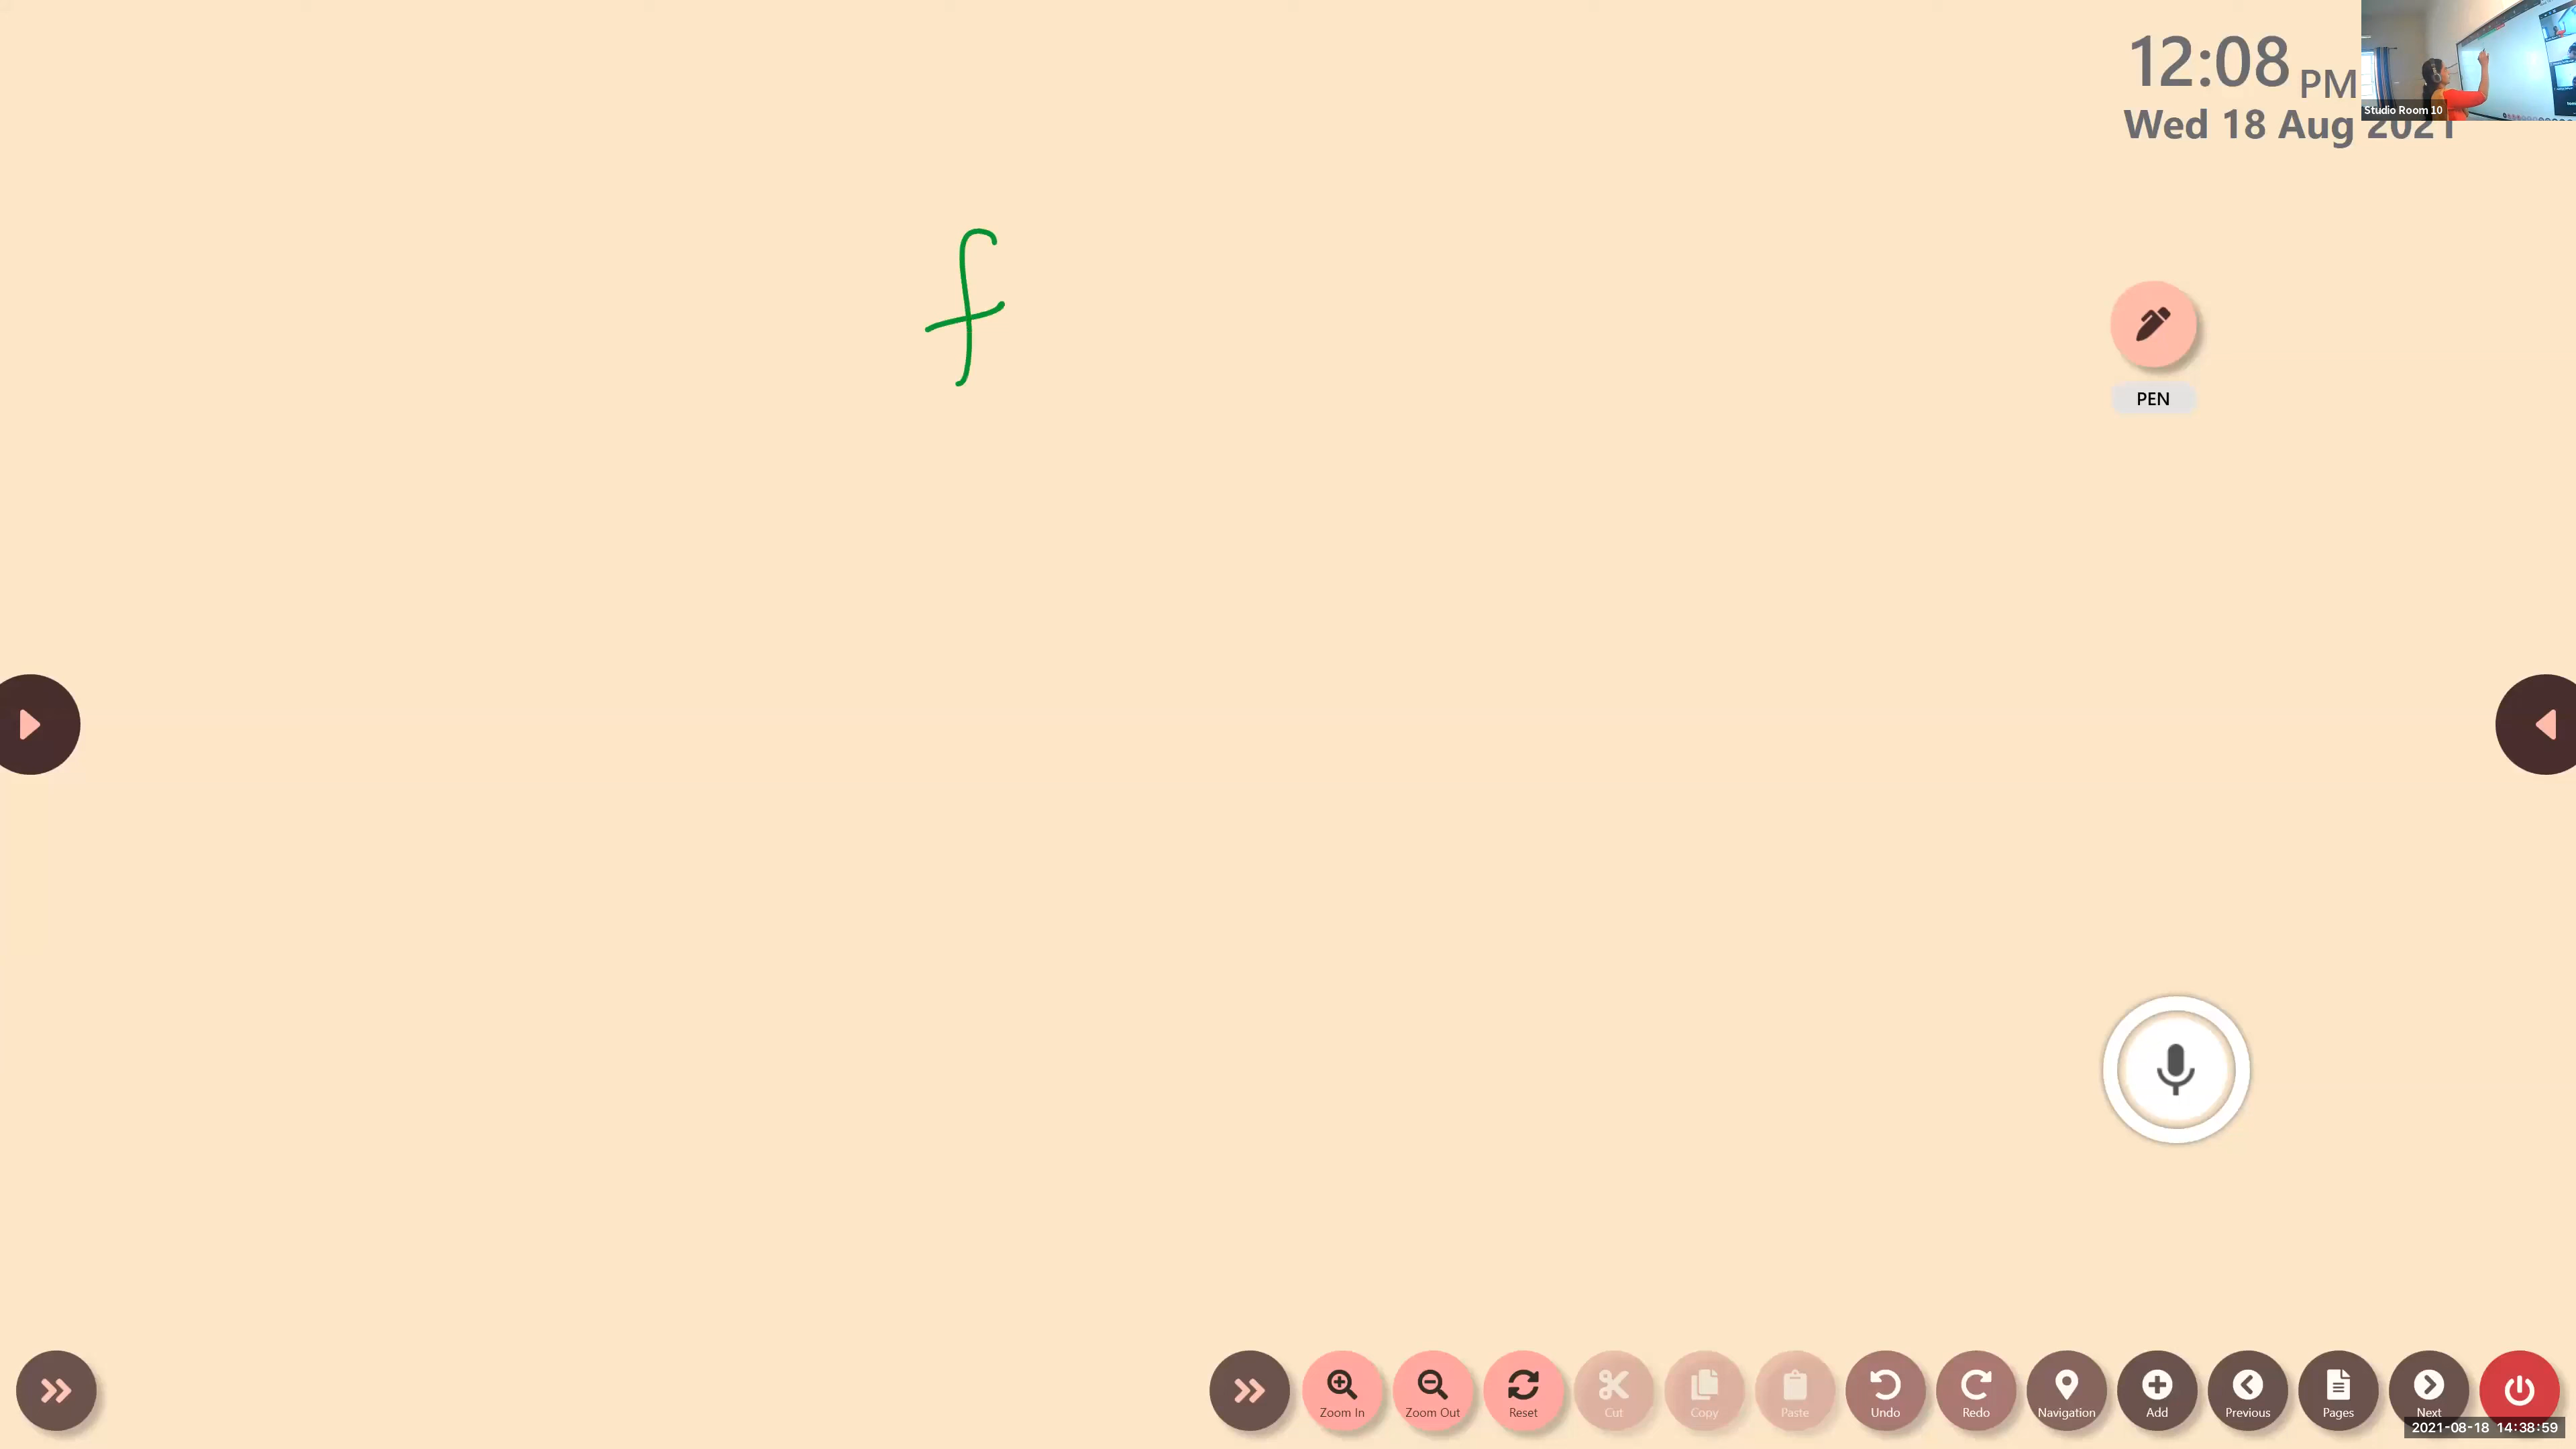 12:08 PM
Studio Room 10
Wed 18 Aug 2021
f
PEN
Zoom In Zoom Out Reset Cut Copy Paste Undo Redo Navigation Add Previous Pages Next
2021-08-18 14:38:59